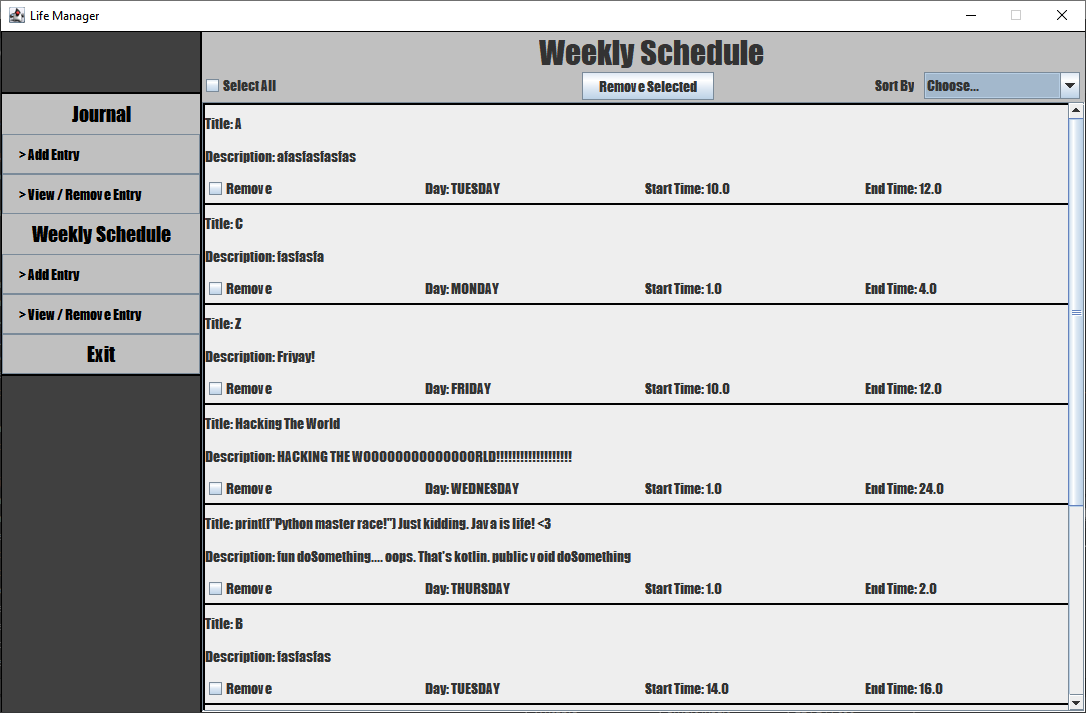 Life Manager
Weekly Schedule
Select All
Remove Selected
Sort By
Choose...
Journal
> Add Entry
> View / Remove Entry
Weekly Schedule
> Add Entry
> View / Remove Entry
Exit
Title: A
Description: afasfasfasfas
Remove Day: TUESDAY Start Time: 10.0 End Time: 12.0
Title: C
Description: fasfasfa
Remove Day: MONDAY Start Time: 1.0 End Time: 4.0
Title: Z
Description: Friyay!
Remove Day: FRIDAY Start Time: 10.0 End Time: 12.0
Title: Hacking The World
Description: HACKING THE WOOOOOOOOOOOOOORLD!!!!!!!!!!!!!!!!!!!
Remove Day: WEDNESDAY Start Time: 1.0 End Time: 24.0
Title: print(f"Python master race!") Just kidding. Java is life! <3
Description: fun doSomething.... oops. That's kotlin. public void doSomething
Remove Day: THURSDAY Start Time: 1.0 End Time: 2.0
Title: B
Description: fasfasfas
Remove Day: TUESDAY Start Time: 14.0 End Time: 16.0